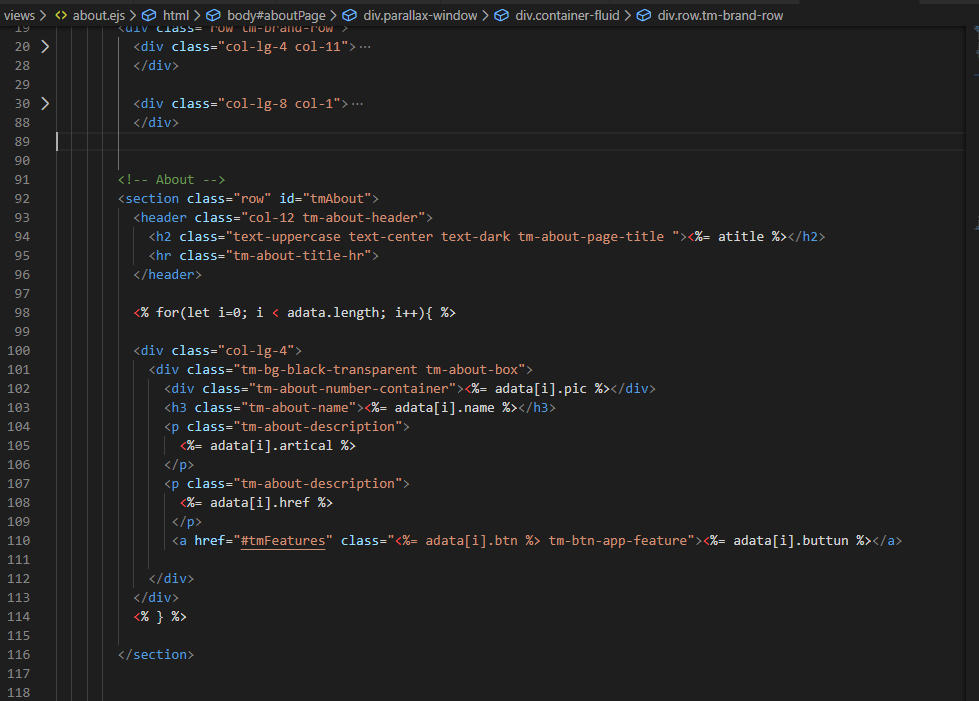 views > about.ejs > html > body#aboutPage > div.parallax-window > div.container-fluid > div.row.tm-brand-row
19 <div class="row tm-brand-row">
20 <div class="col-lg-4 col-11">···
28 </div>
29
30 <div class="col-lg-8 col-1">···
88 </div>
89
90
91 <!-- About -->
92 <section class="row" id="tmAbout">
93 <header class="col-12 tm-about-header">
94 <h2 class="text-uppercase text-center text-dark tm-about-page-title "><%= atitle %></h2>
95 <hr class="tm-about-title-hr">
96 </header>
97
98 <% for(let i=0; i < adata.length; i++){ %>
99
100 <div class="col-lg-4">
101 <div class="tm-bg-black-transparent tm-about-box">
102 <div class="tm-about-number-container"><%= adata[i].pic %></div>
103 <h3 class="tm-about-name"><%= adata[i].name %></h3>
104 <p class="tm-about-description">
105 <%= adata[i].artical %>
106 </p>
107 <p class="tm-about-description">
108 <%= adata[i].href %>
109 </p>
110 <a href="#tmFeatures" class="<%= adata[i].btn %> tm-btn-app-feature"><%= adata[i].buttun %></a>
111
112 </div>
113 </div>
114 <% } %>
115
116 </section>
117
118